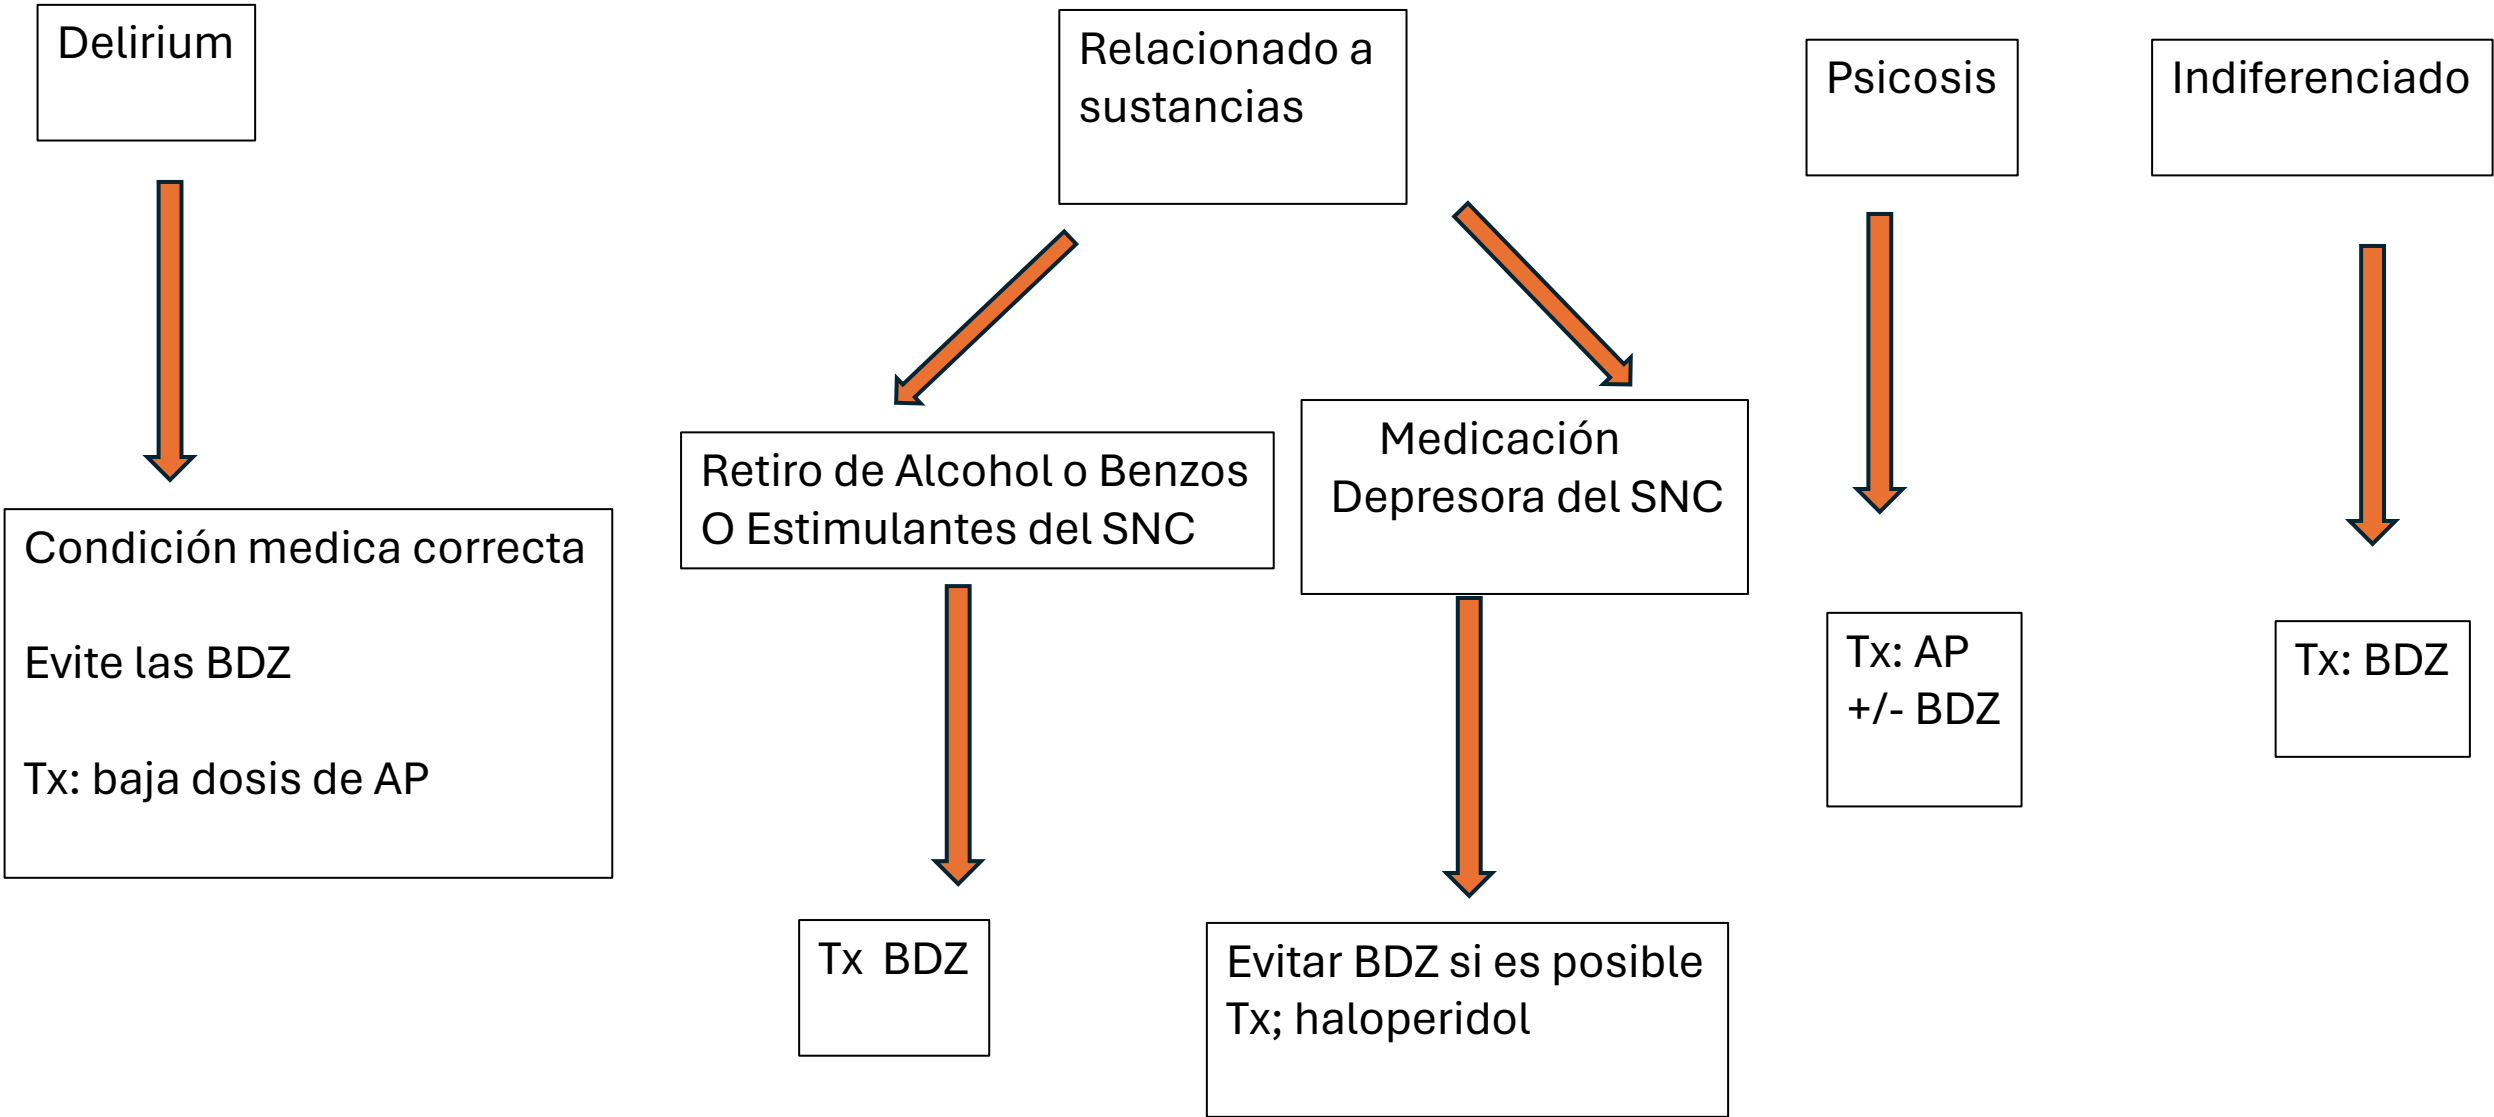 Delirium
Relacionado a
sustancias
Psicosis
Indiferenciado
Retiro de Alcohol o Benzos
O Estimulantes del SNC
Medicación
Depresora del SNC
Condición medica correcta
Evite las BDZ
Tx: baja dosis de AP
Tx: AP
+/- BDZ
Tx: BDZ
Tx  BDZ
Evitar BDZ si es posible
Tx; haloperidol